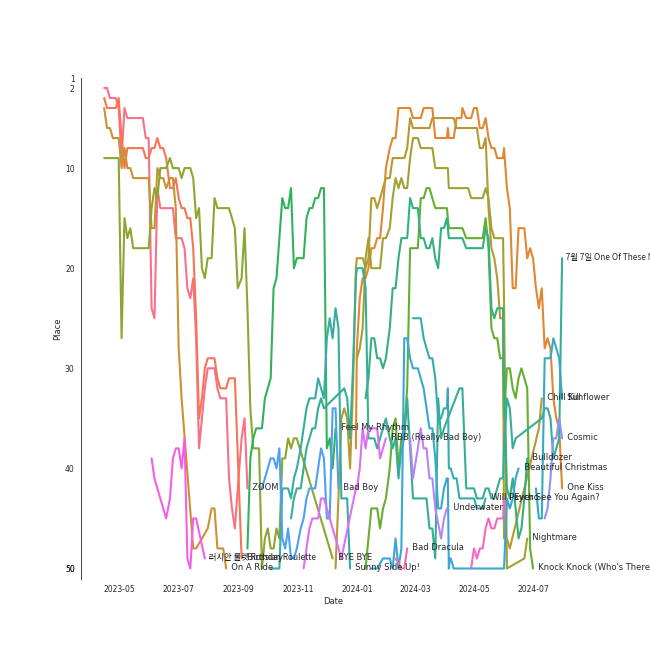 1
2
10
20
30
40
50
Place
7월 7일 One Of These N
Chill Kill
Sunflower
Feel My Rhythm
RBB (Really Bad Boy)
Cosmic
Bulldozer
Beautiful Christmas
ZOOM
Bad Boy
One Kiss
Will I Ever See You Again?
Underwater
Nightmare
Bad Dracula
Birthday
Roulette
BYE BYE
On A Ride
Sunny Side Up!
Knock Knock (Who's There
2023-05
2023-07
2023-09
2023-11
2024-01
2024-03
2024-05
2024-07
Date